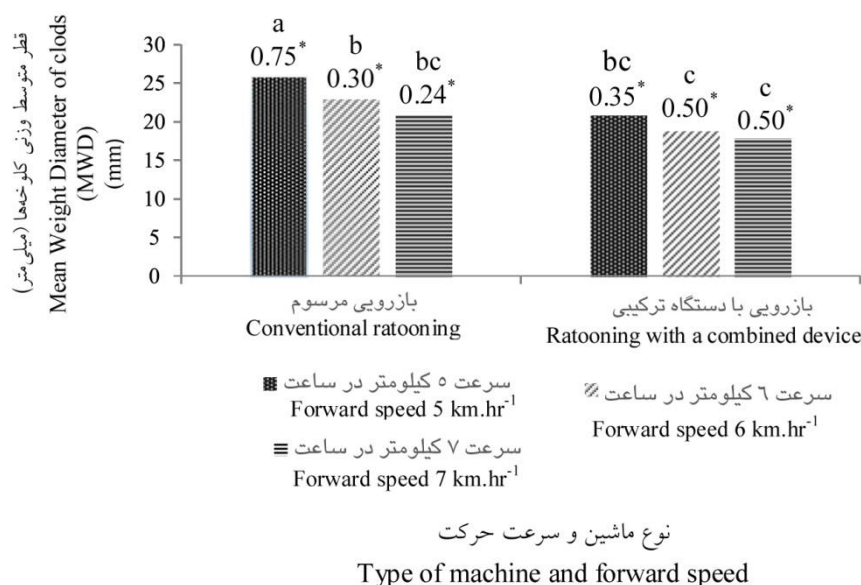 قطر متوسط وزنی کلوخه‌ها (میلی‌متر)
Mean Weight Diameter of clods
(MWD)
(mm)
30
25
20
15
10
5
0
a
0.75*
b
0.30*
bc
0.24*
bc
0.35*
c
0.50*
c
0.50*
بازرویی مرسوم
Conventional ratooning
بازرویی با دستگاه ترکیبی
Ratooning with a combined device
سرعت ٥ کیلومتر در ساعت
Forward speed 5 km.hr⁻¹
سرعت ٦ کیلومتر در ساعت
Forward speed 6 km.hr⁻¹
سرعت ٧ کیلومتر در ساعت
Forward speed 7 km.hr⁻¹
نوع ماشین و سرعت حرکت
Type of machine and forward speed